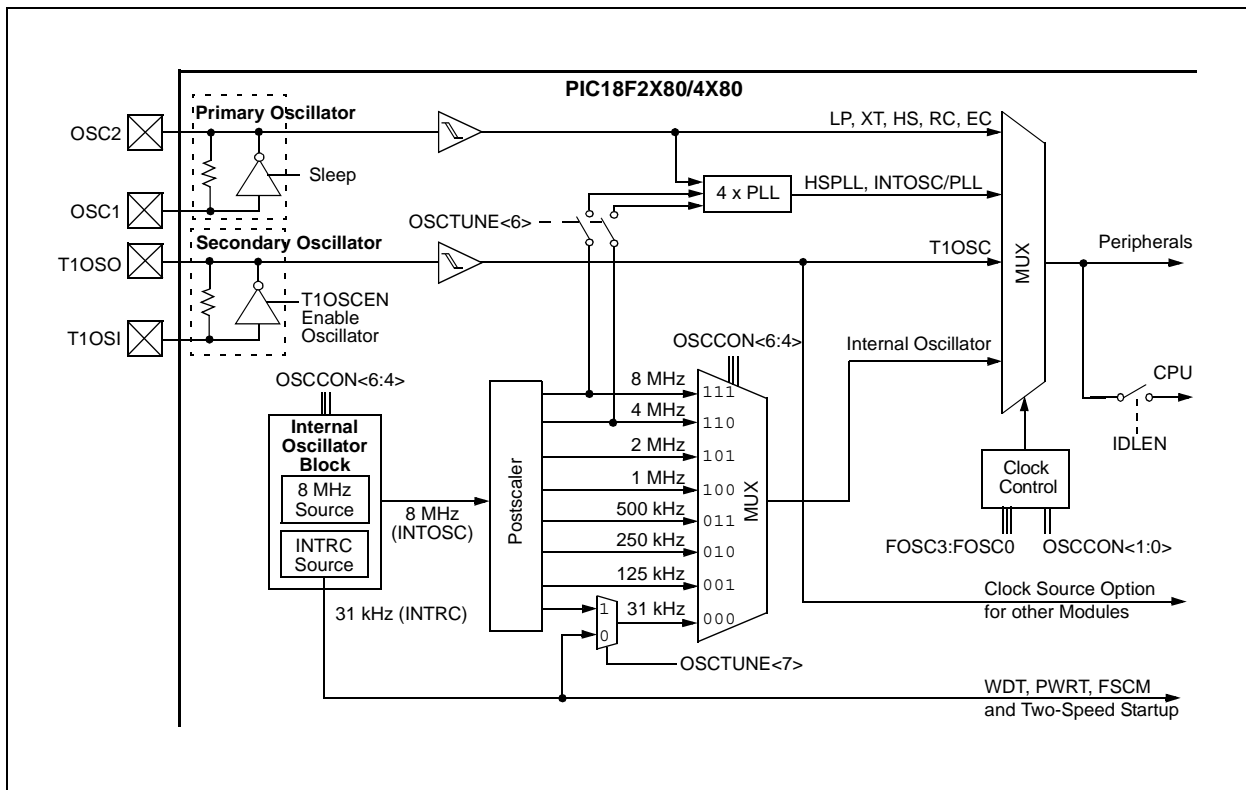 PIC18F2X80/4X80
Primary Oscillator
OSC2
Sleep
OSC1
LP, XT, HS, RC, EC
4 x PLL
HSPLL, INTOSC/PLL
OSCTUNE<6>
Secondary Oscillator
T1OSO
T1OSCEN
Enable
Oscillator
T1OSI
T1OSC
MUX
Peripherals
CPU
IDLEN
Internal Oscillator
Clock
Control
FOSC3:FOSC0
OSCCON<1:0>
Clock Source Option
for other Modules
OSCCON<6:4>
Internal
Oscillator
Block
8 MHz
Source
INTRC
Source
8 MHz
(INTOSC)
31 kHz (INTRC)
Postscaler
OSCCON<6:4>
8 MHz
111
4 MHz
110
2 MHz
101
1 MHz
100
500 kHz
011
250 kHz
010
125 kHz
001
1
0
31 kHz
000
MUX
OSCTUNE<7>
WDT, PWRT, FSCM
and Two-Speed Startup